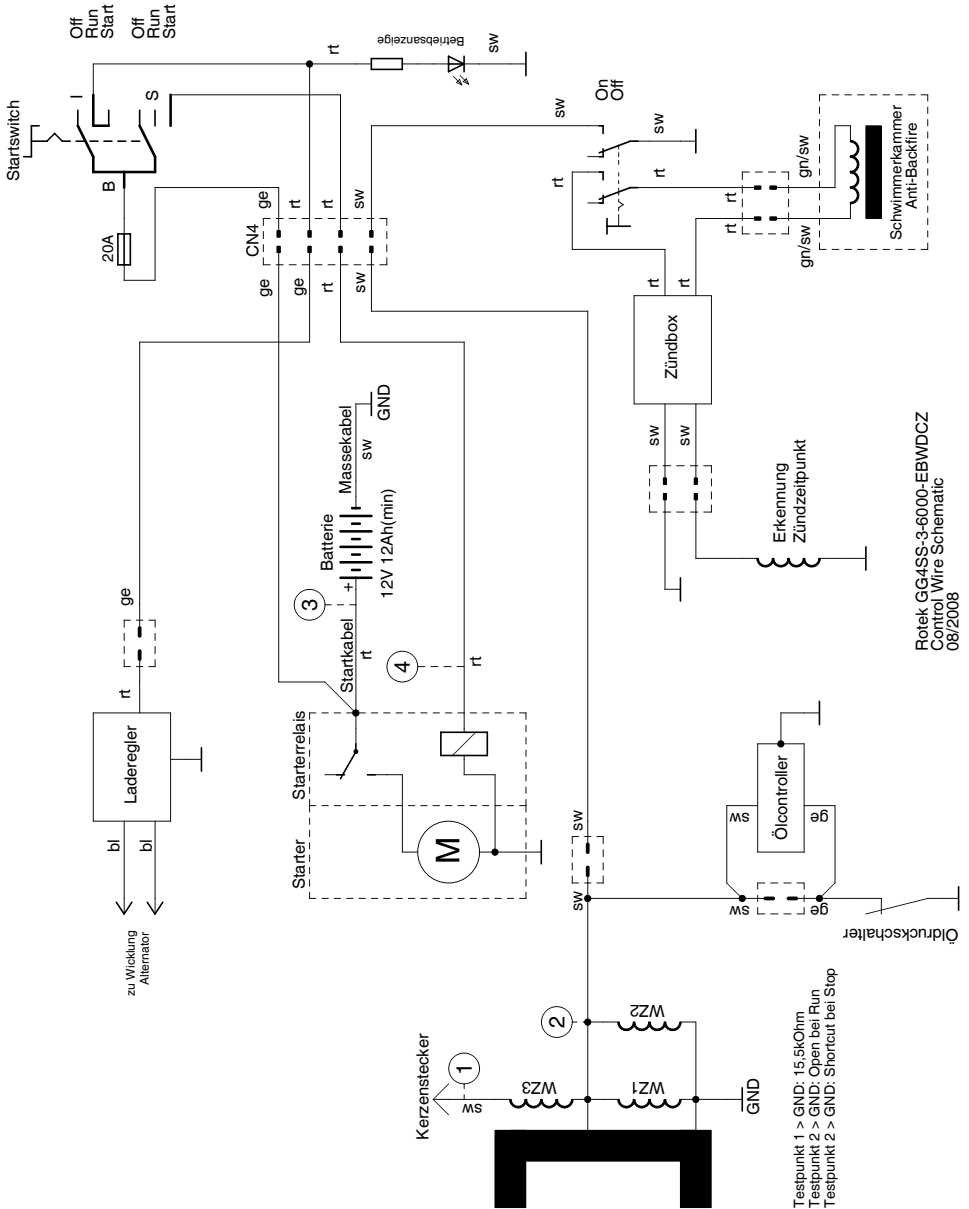 Startswitch
Off
Run
Start
Off
Run
Start
I
S
B
20A
rt
Betriebsanzeige
sw
CN4
ge
rt
rt
sw
ge
ge
rt
sw
sw
On
Off
sw
rt
rt
rt
rt
gn/sw
gn/sw
Schwimmerkammer
Anti-Backfire
rt
rt
Zündbox
sw
sw
Erkennung
Zündzeitpunkt
Batterie
12V 12Ah(min)
+
Massekabel
sw
GND
3
Startkabel
rt
4
rt
ge
rt
Laderegler
bl
bl
zu Wicklung
Alternator
Starterrelais
Starter
M
sw
sw
sw
ge
Ölcontroller
sw
ge
Öldruckschalter
Kerzenstecker
1
sw
2
WZ3
WZ1
WZ2
GND
Testpunkt 1 > GND: 15,5kOhm
Testpunkt 2 > GND: Open bei Run
Testpunkt 2 > GND: Shortcut bei Stop
Rotek GG4SS-3-6000-EBWDCZ
Control Wire Schematic
08/2008